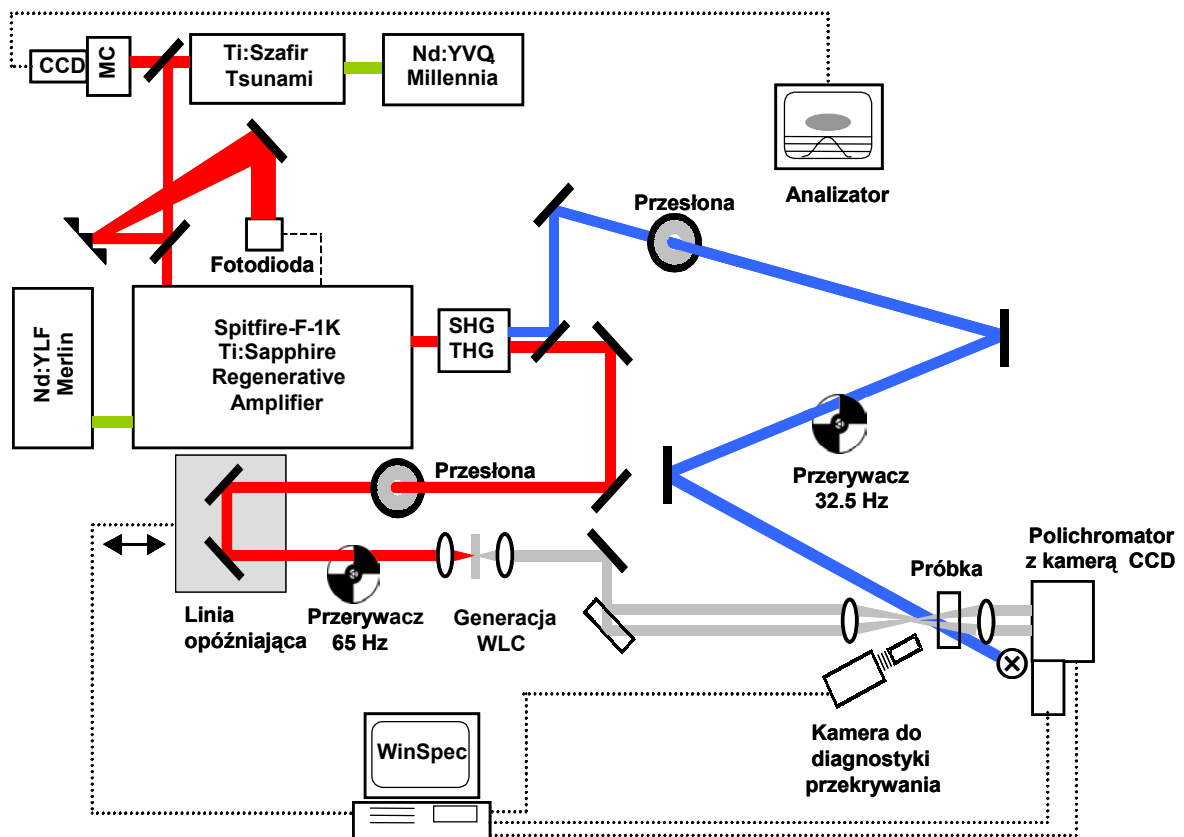 CCD
MC
Ti:Szafir
Tsunami
Nd:YVO4
Millennia
Analizator
Przesłona
Fotodioda
Nd:YLF
Merlin
Spitfire-F-1K
Ti:Sapphire
Regenerative
Amplifier
SHG
THG
Przerywacz
32.5 Hz
Przesłona
Linia
opóźniająca
Przerywacz
65 Hz
Generacja
WLC
Próbka
Polichromator
z kamerą CCD
Kamera do
diagnostyki
przekrywania
WinSpec